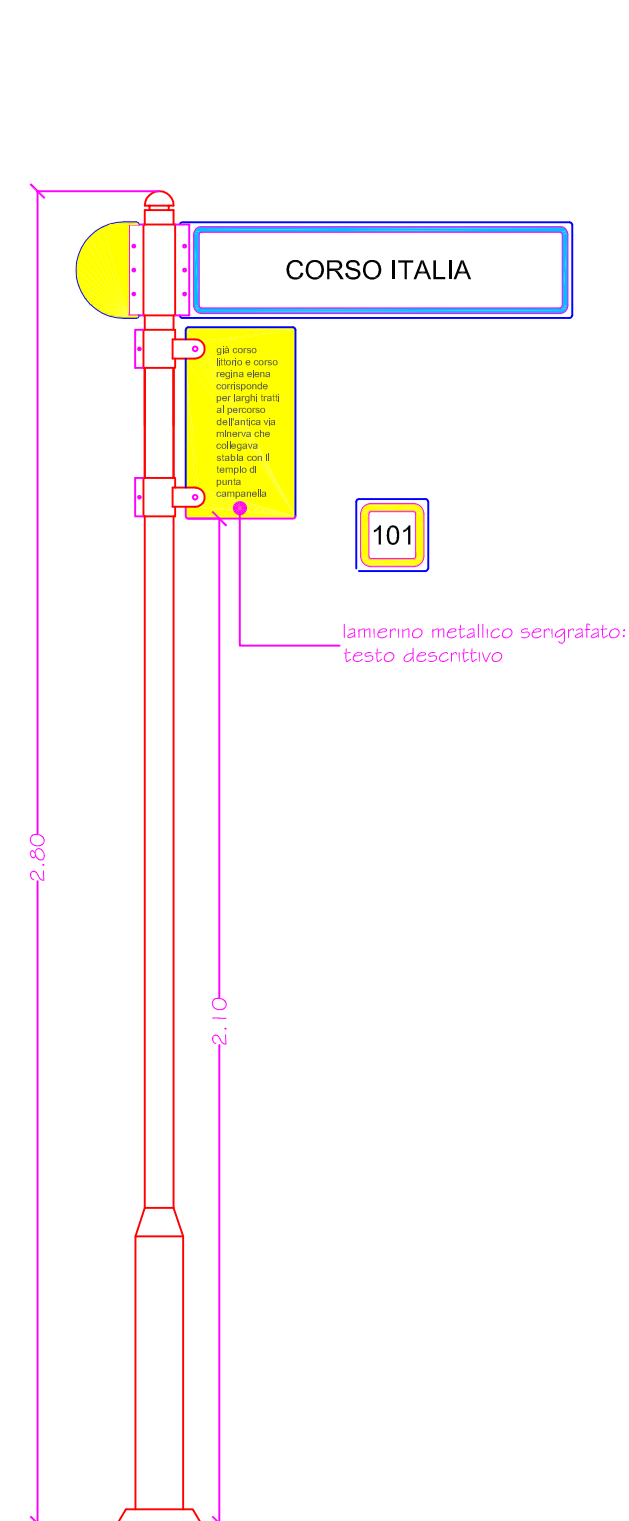 CORSO ITALIA
già corso
littorio e corso
regina elena
corrisponde
per larghi tratti
al percorso
dell'antica via
minerva che
collegava
stabia con il
templo di
punta
campanella
101
lamierino metallico serigrafato:
testo descrittivo
2.80
2.10